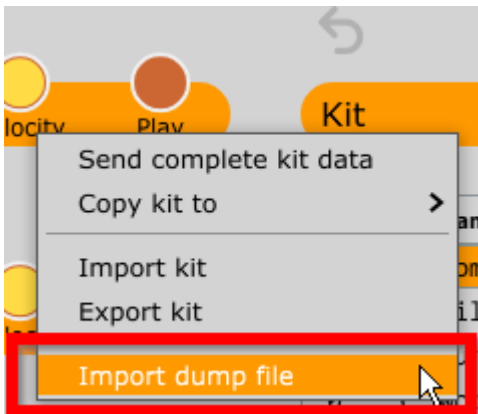 Play
Kit
Send complete kit data
Copy kit to
Import kit
Export kit
Import dump file